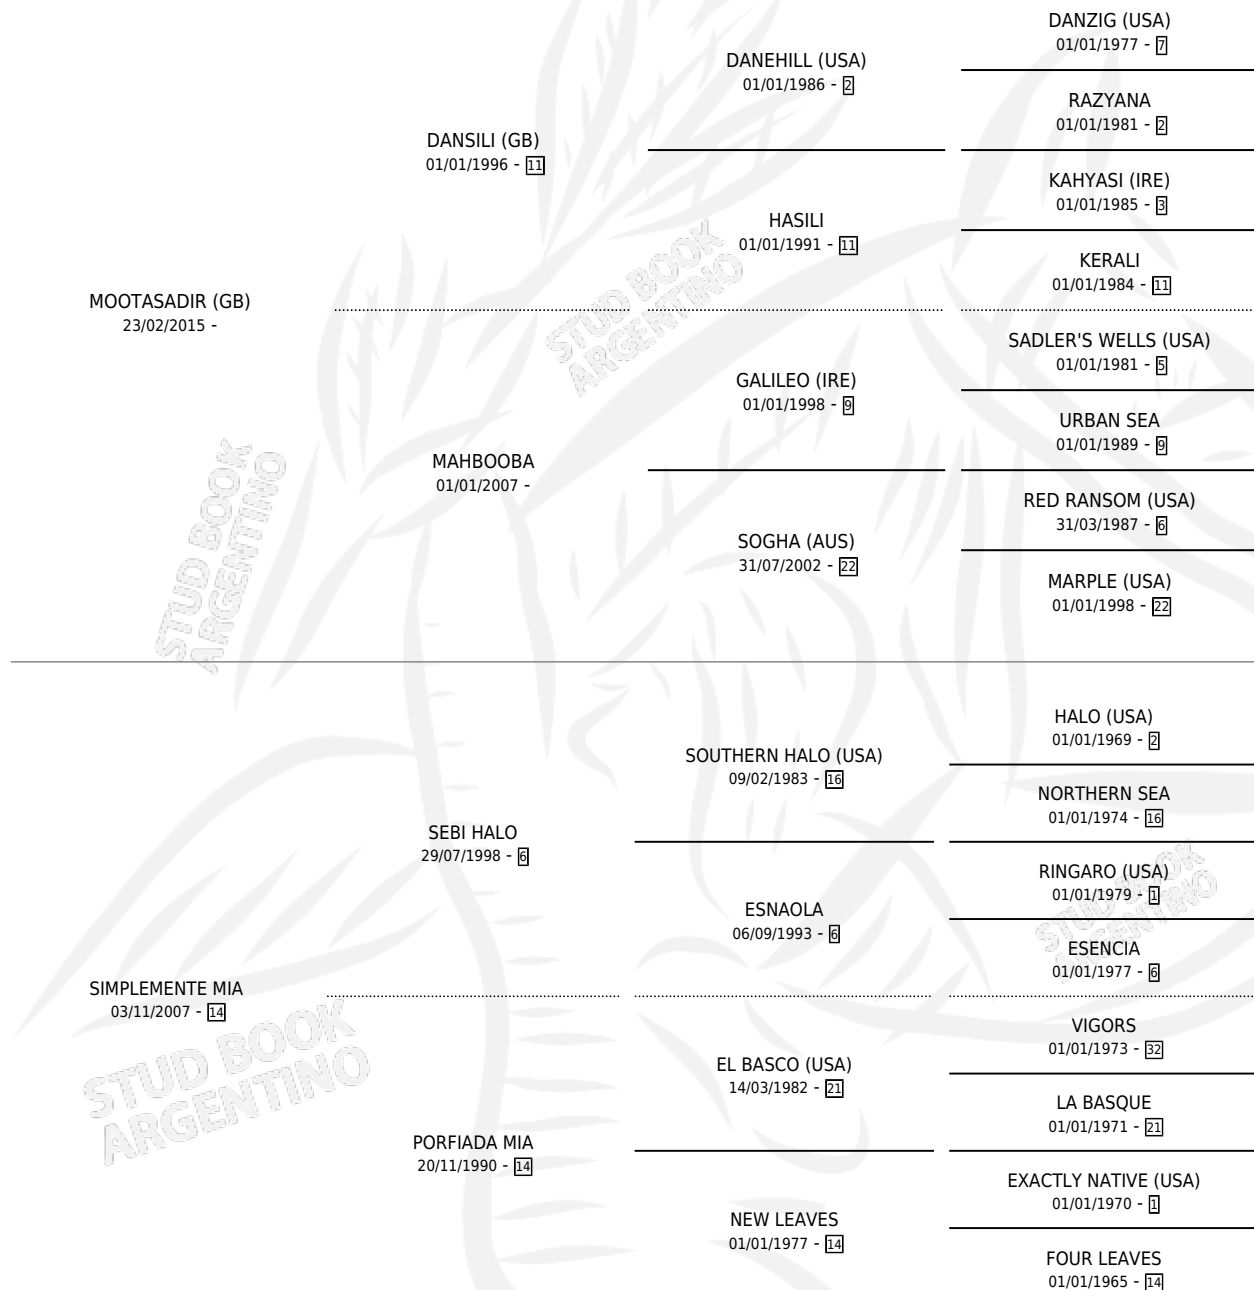 DANZIG (USA)
01/01/1977 - 7
DANEHILL (USA)
01/01/1986 - 2
RAZYANA
01/01/1981 - 2
DANSILI (GB)
01/01/1996 - 11
KAHYASI (IRE)
01/01/1985 - 3
HASILI
01/01/1991 - 11
KERALI
01/01/1984 - 11
MOOTASADIR (GB)
23/02/2015 -
SADLER'S WELLS (USA)
01/01/1981 - 5
GALILEO (IRE)
01/01/1998 - 9
URBAN SEA
01/01/1989 - 9
MAHBOOBA
01/01/2007 -
RED RANSOM (USA)
31/03/1987 - 6
SOGHA (AUS)
31/07/2002 - 22
MARPLE (USA)
01/01/1998 - 22
STUD BOOK
ARGENTINO
STUD BOOK
ARGENTINO
HALO (USA)
01/01/1969 - 2
SOUTHERN HALO (USA)
09/02/1983 - 16
NORTHERN SEA
01/01/1974 - 16
SEBI HALO
29/07/1998 - 6
RINGARO (USA)
01/01/1979 - 1
ESNAOLA
06/09/1993 - 6
ESENCIA
01/01/1977 - 6
STUD BOOK
ARGENTINO
SIMPLEMENTE MIA
03/11/2007 - 14
VIGORS
01/01/1973 - 32
EL BASCO (USA)
14/03/1982 - 21
LA BASQUE
01/01/1971 - 21
PORFIADA MIA
20/11/1990 - 14
EXACTLY NATIVE (USA)
01/01/1970 - 1
NEW LEAVES
01/01/1977 - 14
FOUR LEAVES
01/01/1965 - 14
STUD BOOK
ARGENTINO